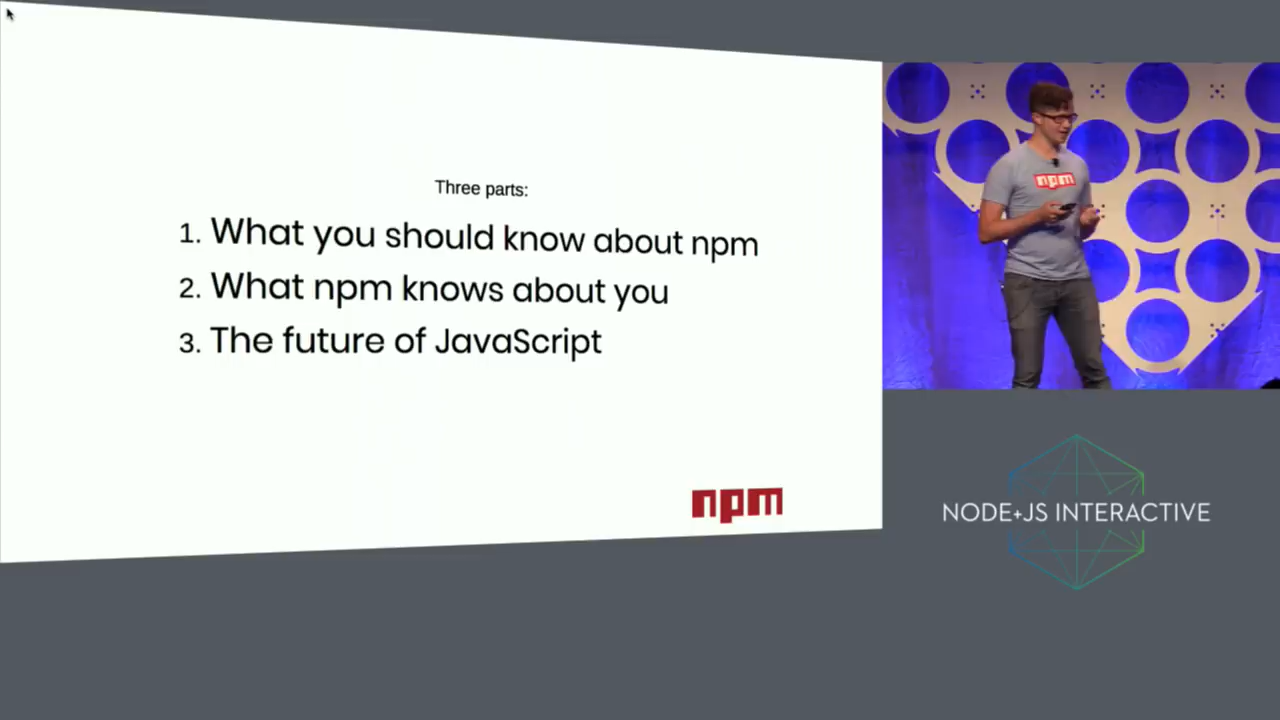 Three parts:
1. What you should know about npm
2. What npm knows about you
3. The future of JavaScript
npm
npm
NODE+JS INTERACTIVE